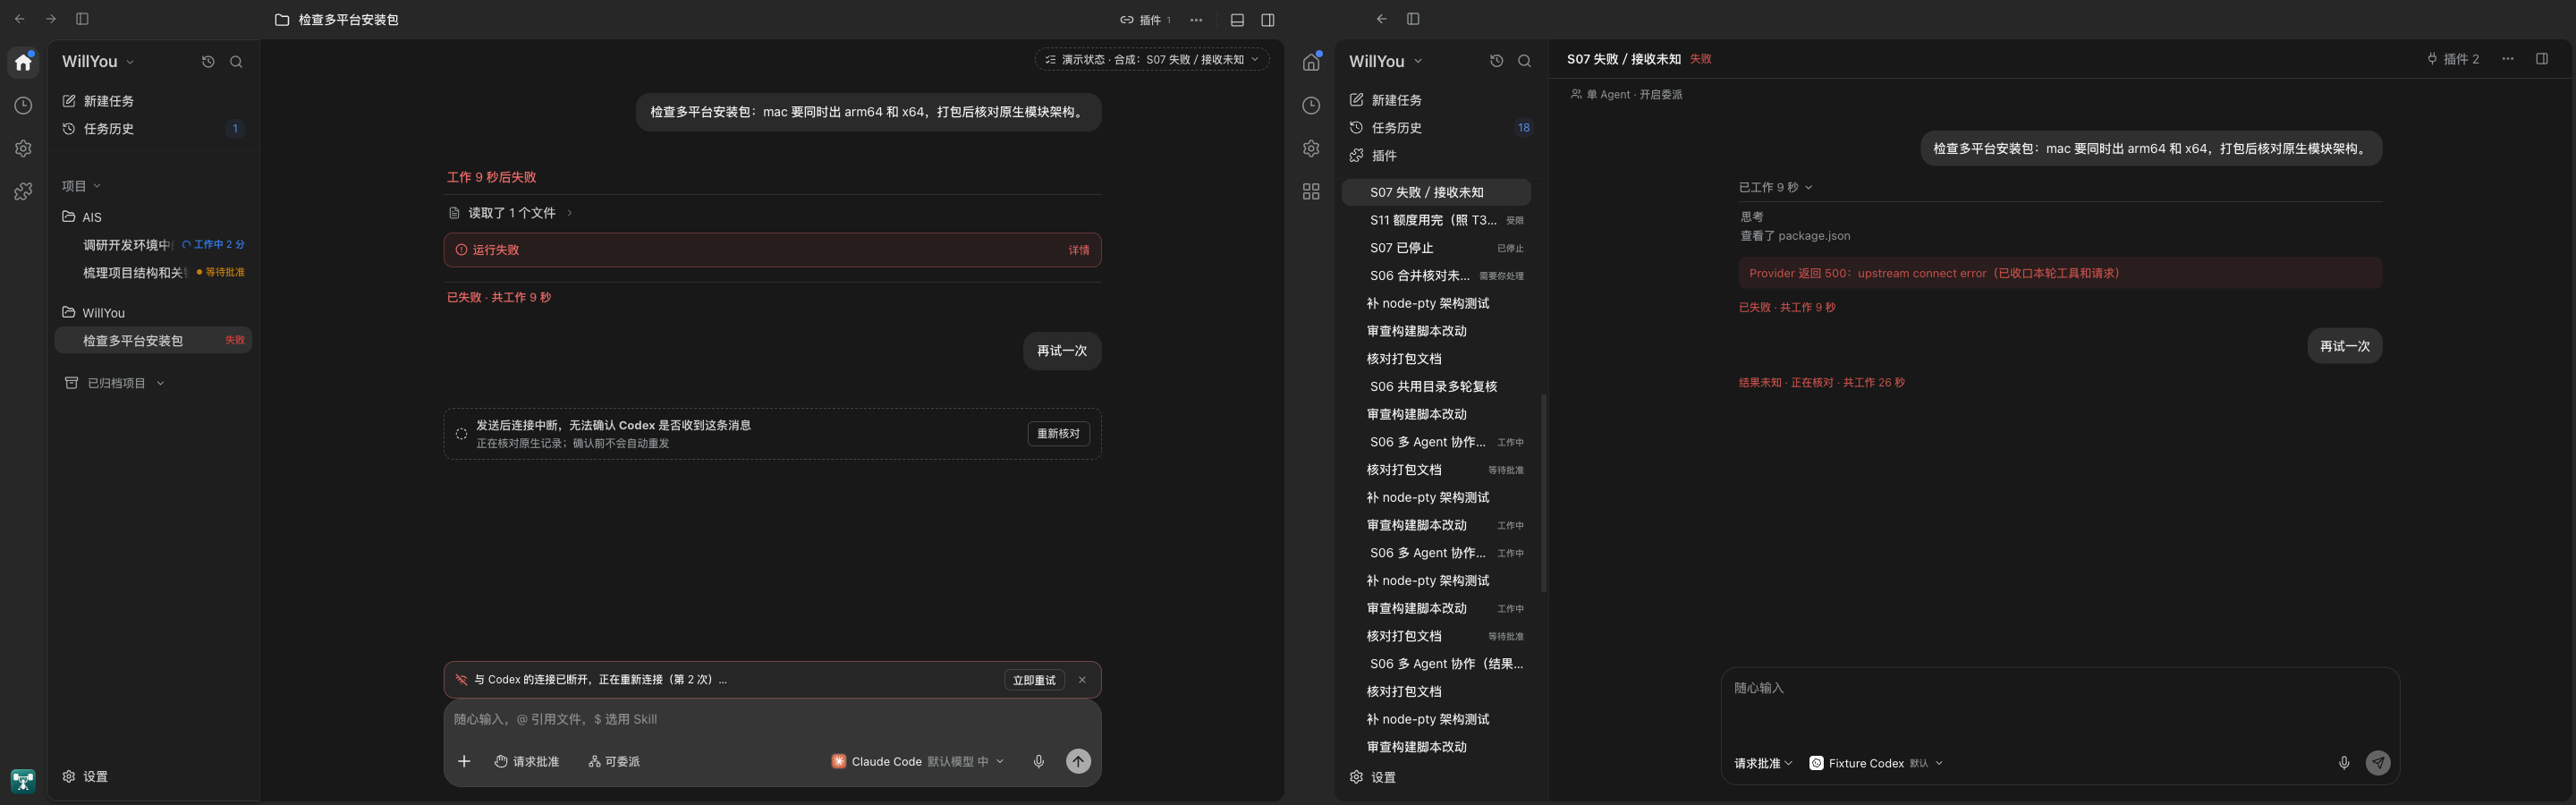 检查多平台安装包
插件 1
WillYou
新建任务
任务历史 1
项目
AIS
调研开发环境中 工作中 2 分
梳理项目结构和关 等待批准
WillYou
检查多平台安装包 失败
已归档项目
设置
演示状态 · 合成：S07 失败 / 接收未知
检查多平台安装包：mac 要同时出 arm64 和 x64，打包后核对原生模块架构。
工作 9 秒后失败
读取了 1 个文件
运行失败 详情
已失败 · 共工作 9 秒
再试一次
发送后连接中断，无法确认 Codex 是否收到这条消息
正在核对原生记录；确认前不会自动重发
重新核对
与 Codex 的连接已断开，正在重新连接（第 2 次）...
立即重试
随心输入，@ 引用文件，$ 选用 Skill
请求批准 可委派 Claude Code 默认模型 中
WillYou
新建任务
任务历史 18
插件
S07 失败 / 接收未知
S11 额度用完（照 T3... 受限
S07 已停止 已停止
S06 合并核对未... 需要你处理
补 node-pty 架构测试
审查构建脚本改动
核对打包文档
S06 共用目录多轮复核
审查构建脚本改动
S06 多 Agent 协作... 工作中
核对打包文档 等待批准
补 node-pty 架构测试
审查构建脚本改动 工作中
S06 多 Agent 协作... 工作中
补 node-pty 架构测试
审查构建脚本改动 工作中
核对打包文档 等待批准
S06 多 Agent 协作（结果...
核对打包文档
补 node-pty 架构测试
审查构建脚本改动
设置
S07 失败 / 接收未知 失败
插件 2
单 Agent · 开启委派
检查多平台安装包：mac 要同时出 arm64 和 x64，打包后核对原生模块架构。
已工作 9 秒
思考
查看了 package.json
Provider 返回 500：upstream connect error（已收口本轮工具和请求）
已失败 · 共工作 9 秒
再试一次
结果未知 · 正在核对 · 共工作 26 秒
随心输入
请求批准 Fixture Codex 默认